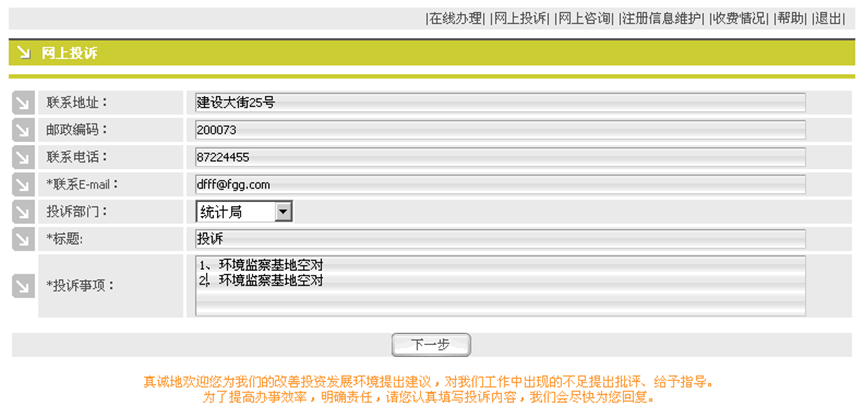 |在线办理| |网上投诉| |网上咨询| |注册信息维护| |收费情况| |帮助| |退出|
网上投诉
联系地址： 建设大街25号
邮政编码： 200073
联系电话： 87224455
*联系E-mail： dfff@fgg.com
投诉部门： 统计局
*标题: 投诉
*投诉事项： 1、环境监察基地空对
2、环境监察基地空对
下一步
真诚地欢迎您为我们的改善投资发展环境提出建议，对我们工作中出现的不足提出批评、给予指导。
为了提高办事效率，明确责任，请您认真填写投诉内容，我们会尽快为您回复。